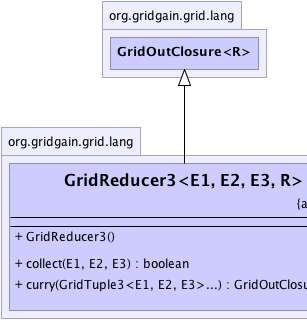 org.gridgain.grid.lang
GridOutClosure<R>
org.gridgain.grid.lang
GridReducer3<E1, E2, E3, R>
{a
+ GridReducer3()
+ collect(E1, E2, E3) : boolean
+ curry(GridTuple3<E1, E2, E3>...) : GridOutClosu